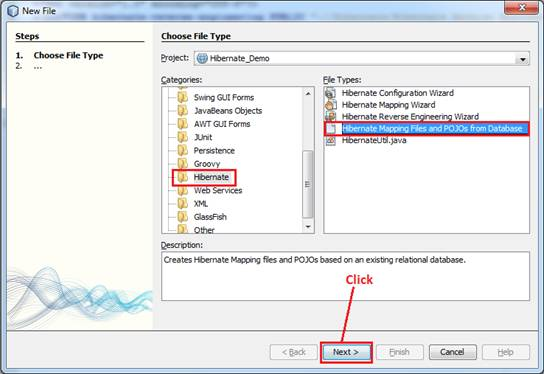 New File
Steps
Choose File Type
1. Choose File Type
2. ...
Project: Hibernate_Demo
Categories:
File Types:
Swing GUI Forms
JavaBeans Objects
AWT GUI Forms
JUnit
Persistence
Groovy
Hibernate
Web Services
XML
GlassFish
Other
Hibernate Configuration Wizard
Hibernate Mapping Wizard
Hibernate Reverse Engineering Wizard
Hibernate Mapping Files and POJOs from Database
HibernateUtil.java
Description:
Creates Hibernate Mapping files and POJOs based on an existing relational database.
Click
< Back
Next >
Finish
Cancel
Help